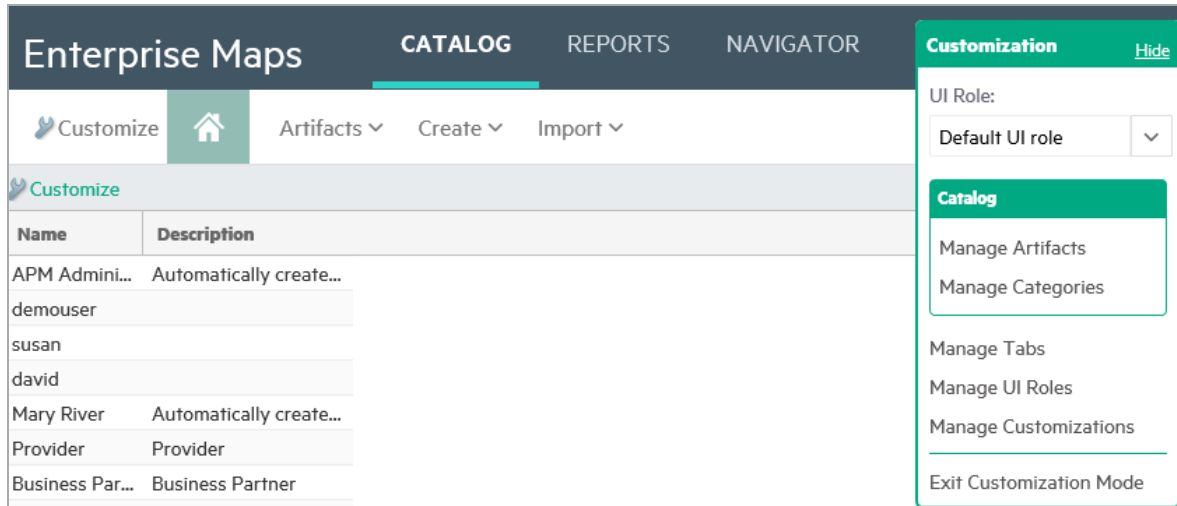 Enterprise Maps CATALOG REPORTS NAVIGATOR
Customize Artifacts Create Import
Customize
Name Description
APM Admini... Automatically create...
demouser
susan
david
Mary River Automatically create...
Provider Provider
Business Par... Business Partner
Customization Hide
UI Role:
Default UI role
Catalog
Manage Artifacts
Manage Categories
Manage Tabs
Manage UI Roles
Manage Customizations
Exit Customization Mode